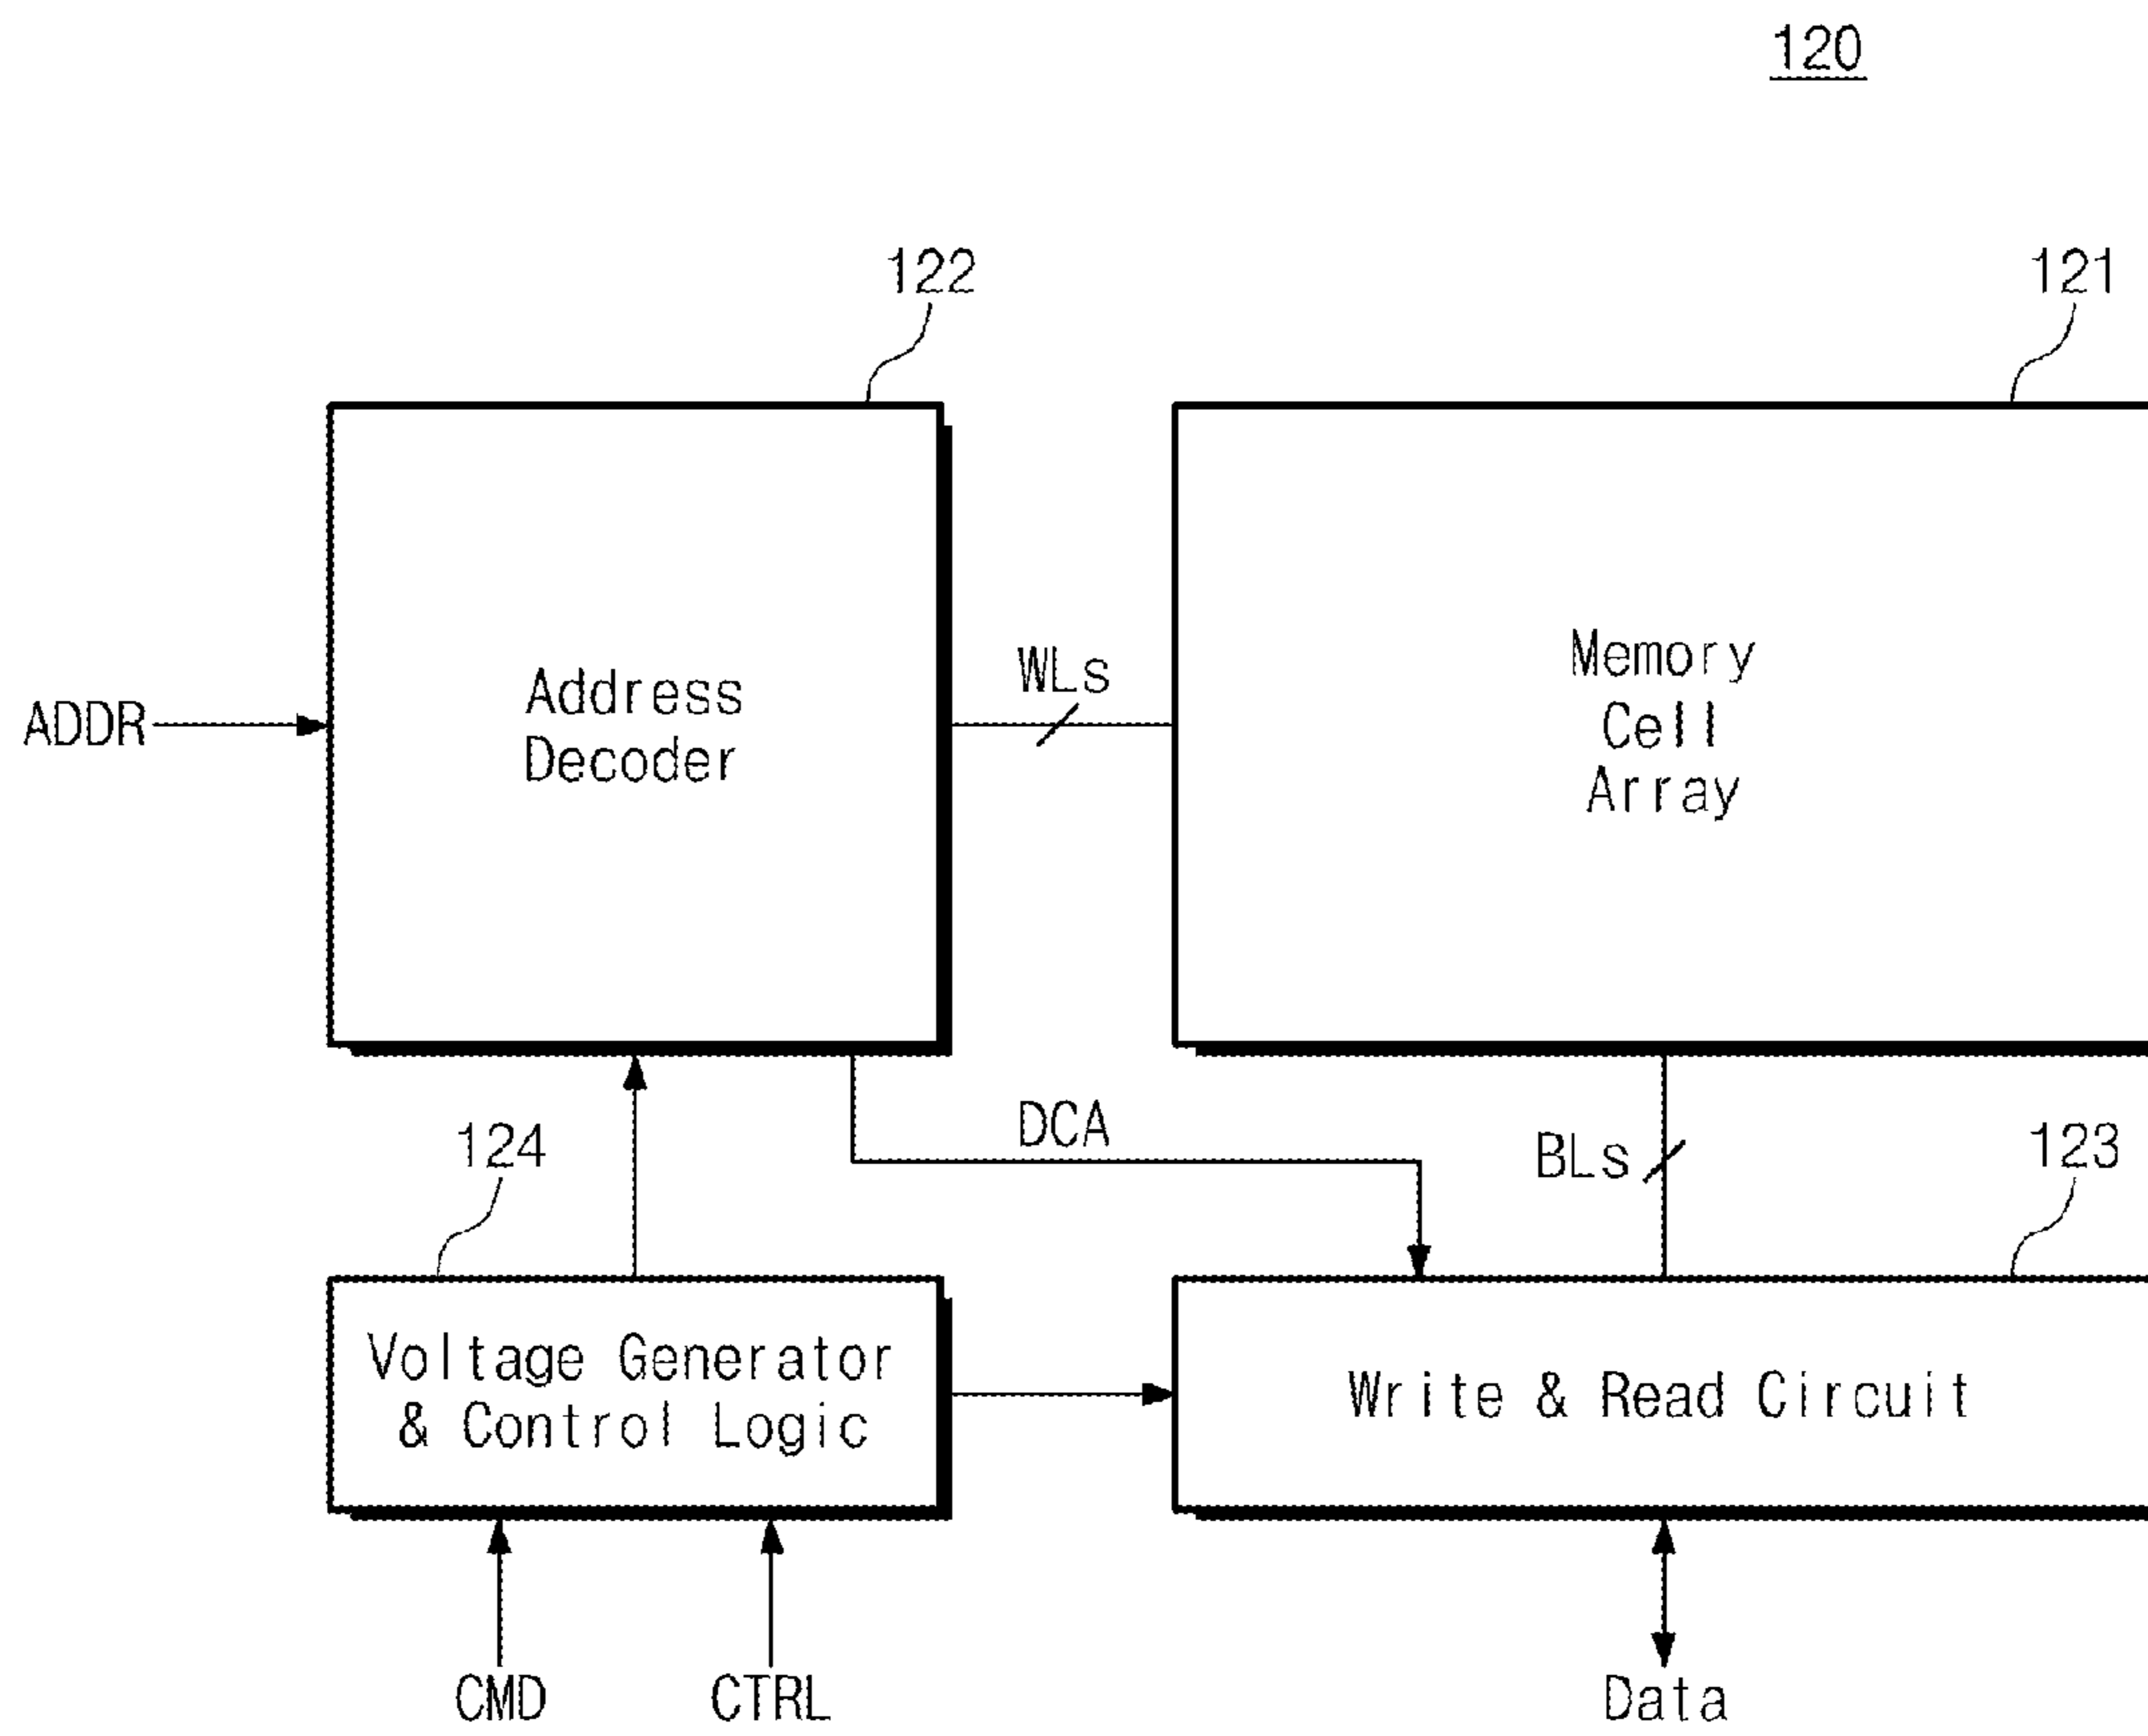 120
122
121
ADDR
Address
Decoder
WLs
Memory
Cell
Array
124
DCA
BLs
123
Voltage Generator
& Control Logic
Write & Read Circuit
CMD
CTRL
Data